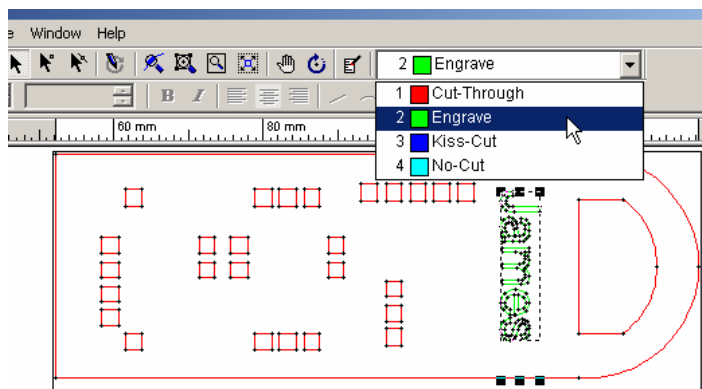 Window Help
2 Engrave
B I
1 Cut-Through
2 Engrave
60 mm 80 mm
3 Kiss-Cut
4 No-Cut
James